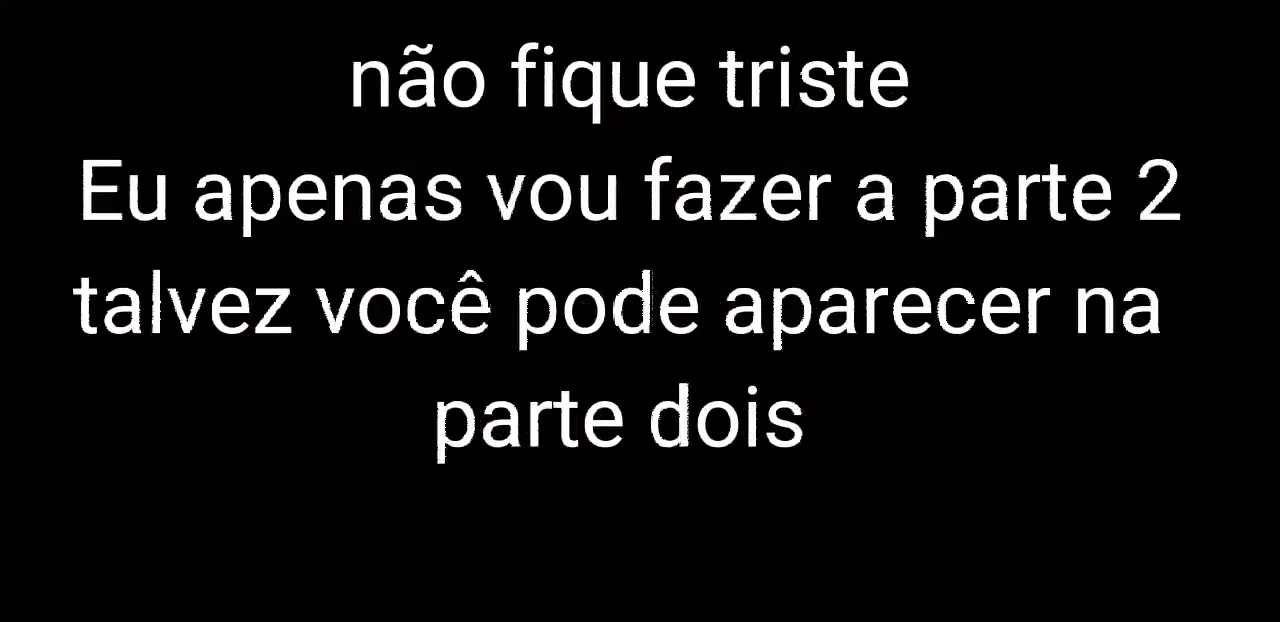 não fique triste
Eu apenas vou fazer a parte 2
talvez você pode aparecer na
parte dois